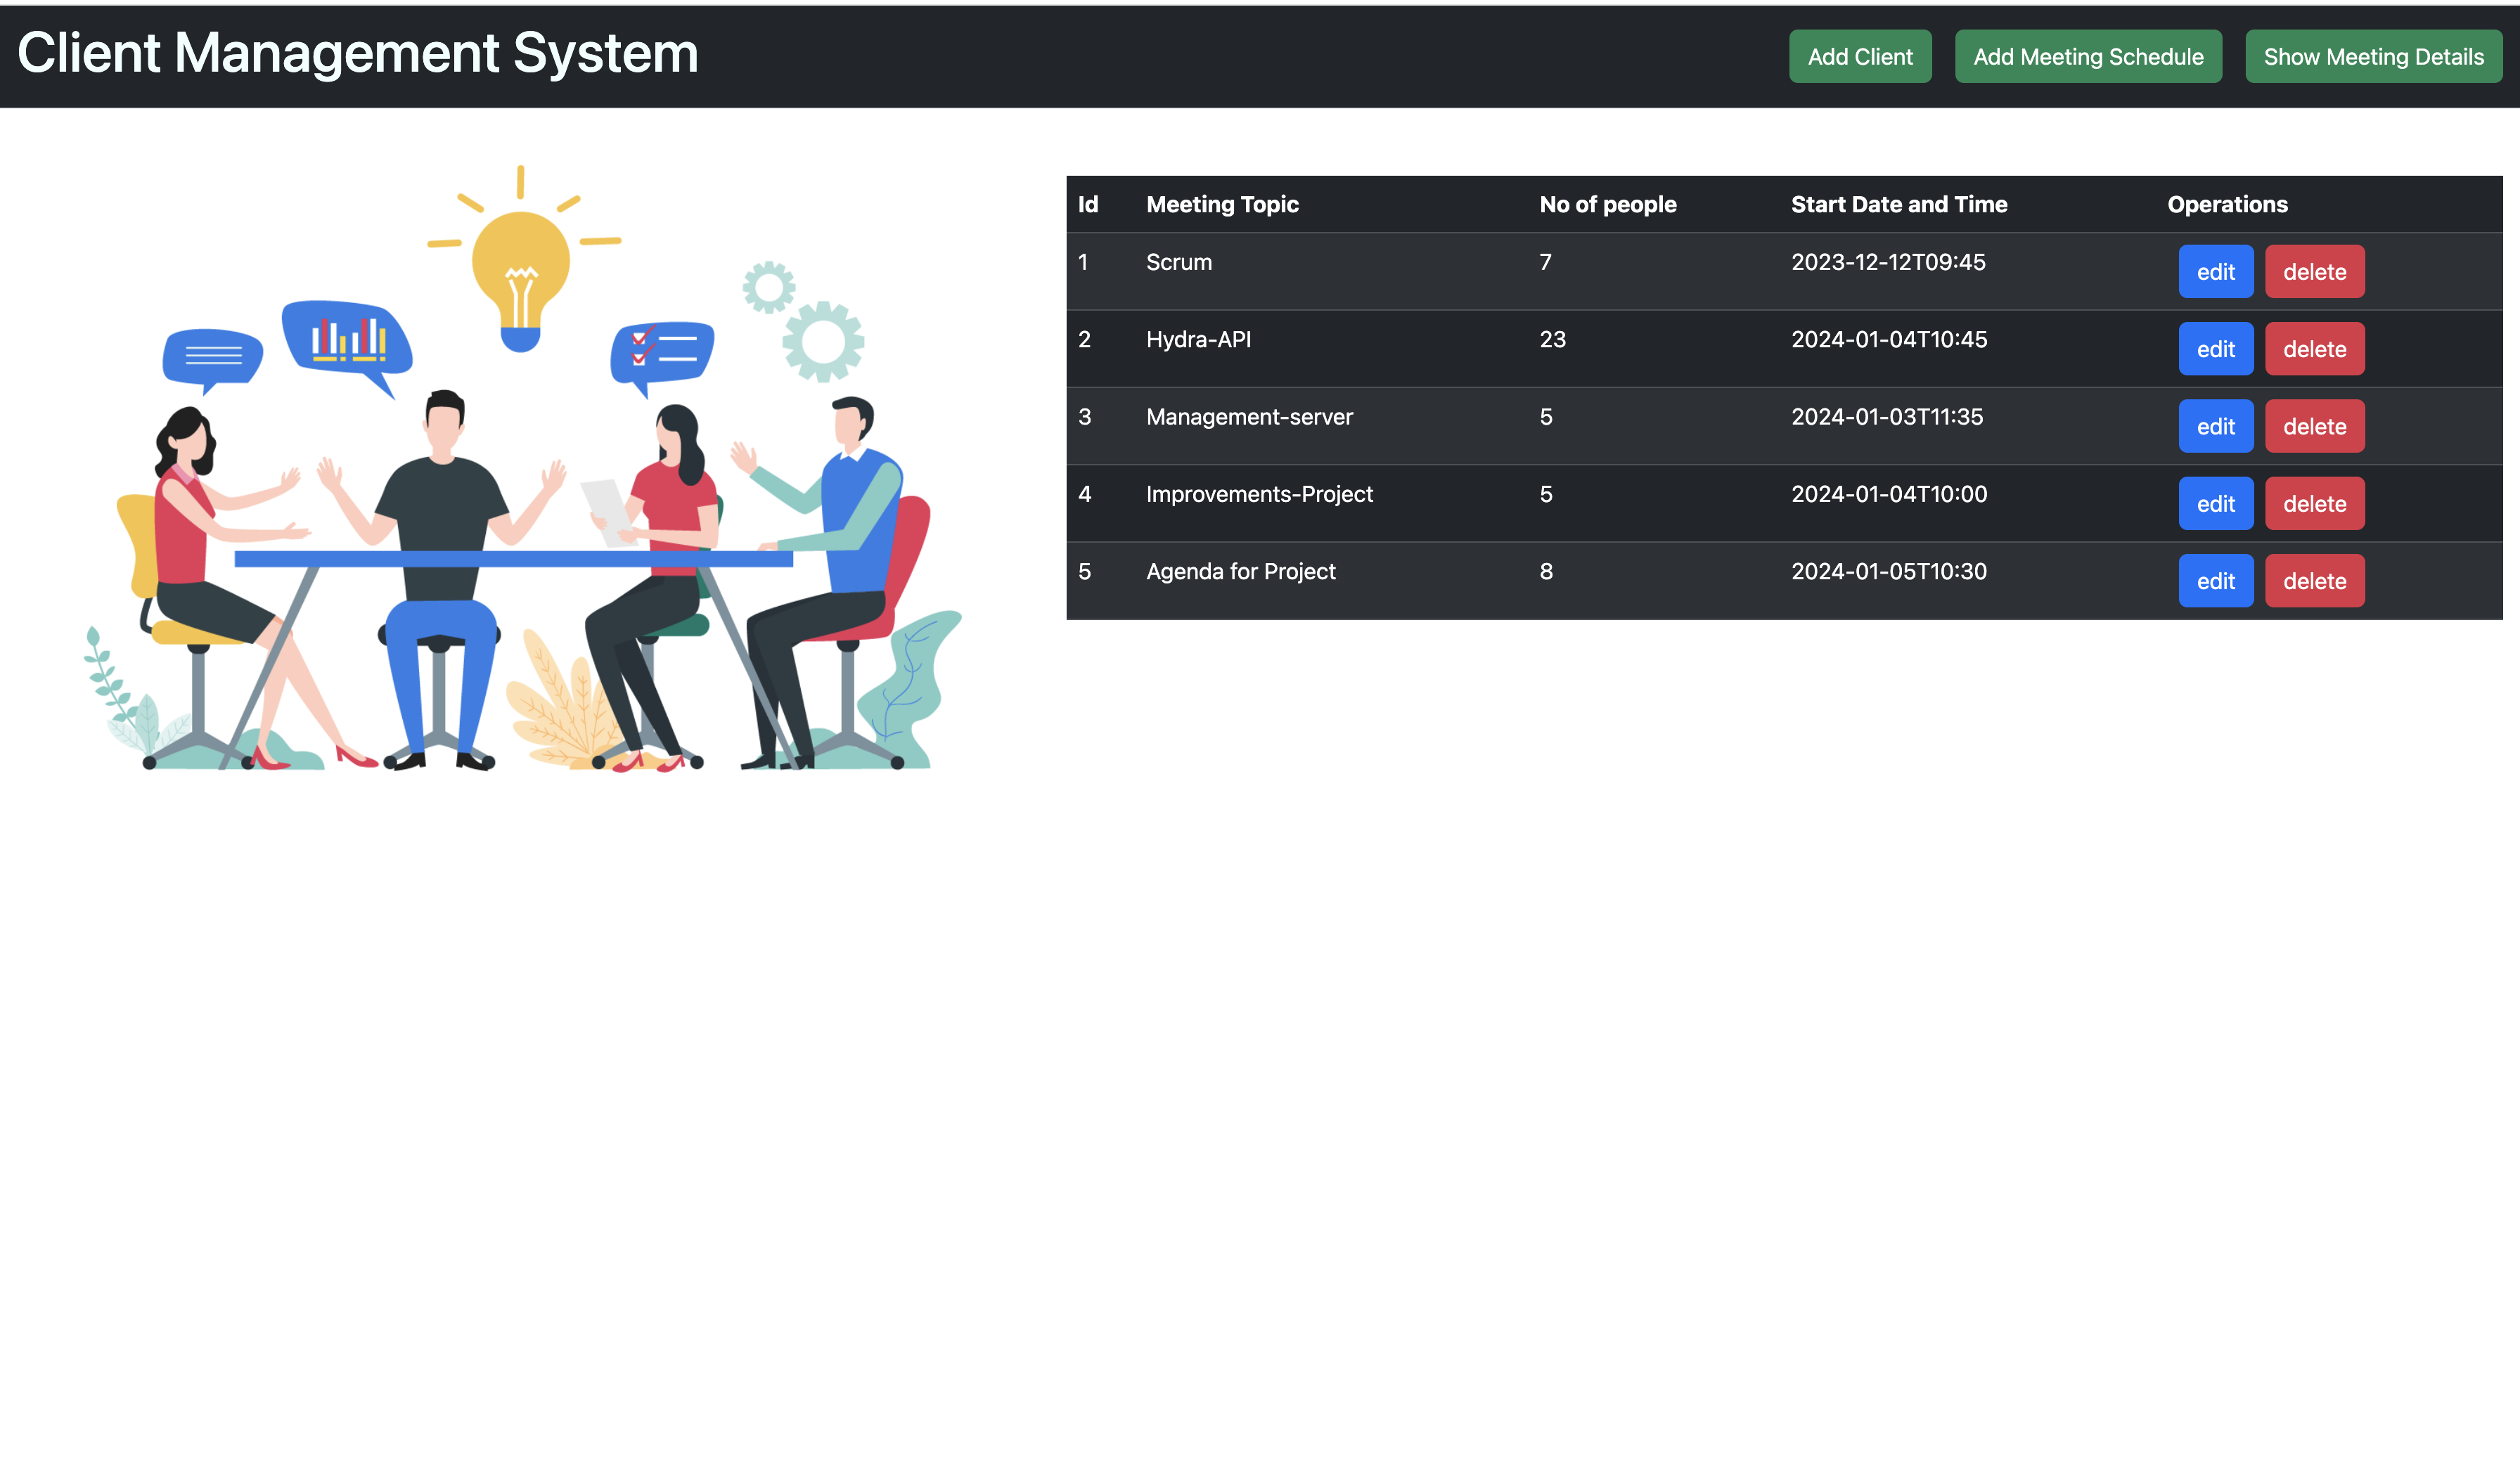 Client Management System
Add Client Add Meeting Schedule Show Meeting Details
Id Meeting Topic No of people Start Date and Time Operations
1 Scrum 7 2023-12-12T09:45 edit delete
2 Hydra-API 23 2024-01-04T10:45 edit delete
3 Management-server 5 2024-01-03T11:35 edit delete
4 Improvements-Project 5 2024-01-04T10:00 edit delete
5 Agenda for Project 8 2024-01-05T10:30 edit delete